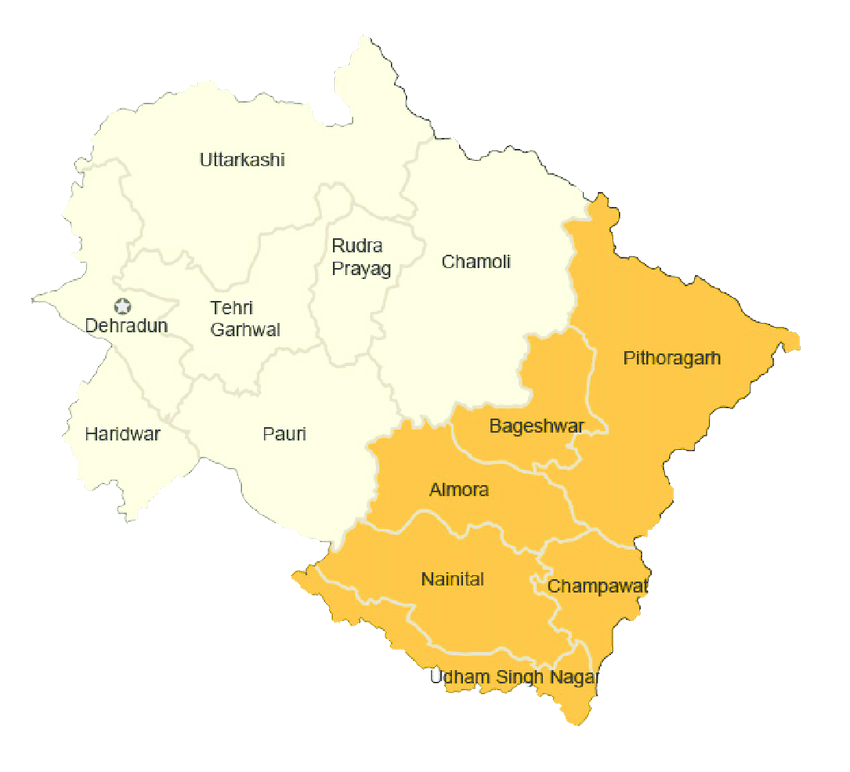 Uttarkashi
Rudra
Prayag
Chamoli
Tehri
Garhwal
Dehradun
Pithoragarh
Haridwar
Pauri
Bageshwar
Almora
Nainital
Champawat
Udham Singh Nagar